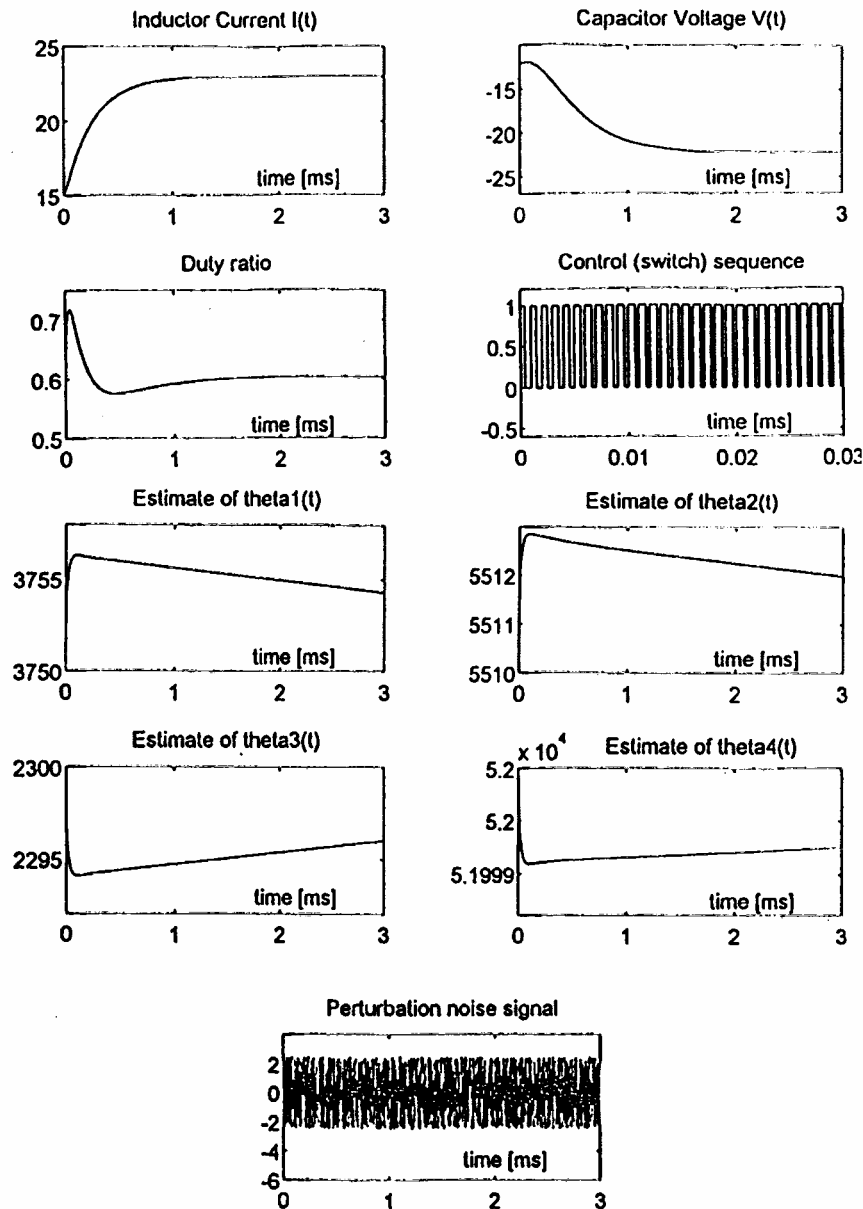 Inductor Current I(t)
25
20
15
time [ms]
0 1 2 3
Capacitor Voltage V(t)
-15
-20
-25
time [ms]
0 1 2 3
Duty ratio
0.7
0.6
0.5
time [ms]
0 1 2 3
Control (switch) sequence
1
0.5
0
-0.5
time [ms]
0 0.01 0.02 0.03
Estimate of theta1(t)
3755
3750
time [ms]
0 1 2 3
Estimate of theta2(t)
5512
5511
5510
time [ms]
0 1 2 3
Estimate of theta3(t)
2300
2295
time [ms]
0 1 2 3
Estimate of theta4(t)
x 10^4
5.2
5.2
5.1999
time [ms]
0 1 2 3
Perturbation noise signal
2
0
-2
-4
-6
time [ms]
0 1 2 3